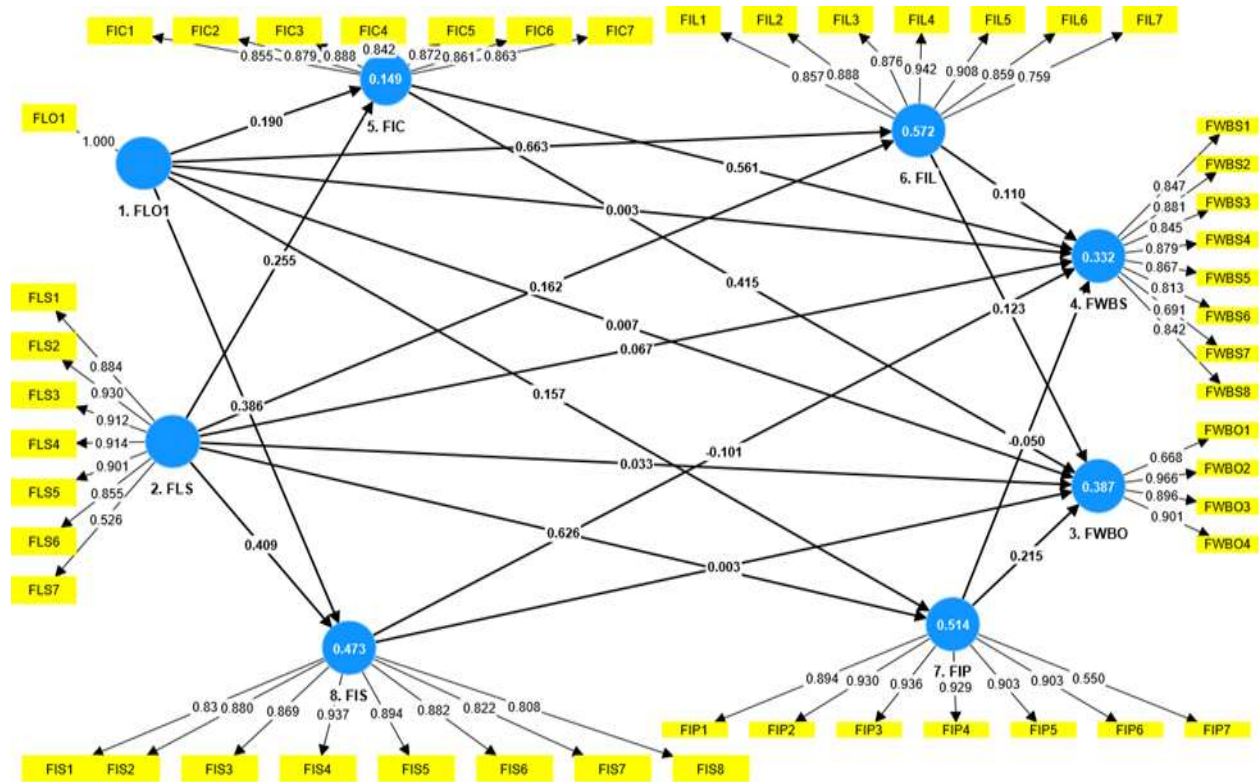 FIC1 FIC2 FIC3 FIC4 FIC5 FIC6 FIC7
FIL1 FIL2 FIL3 FIL4 FIL5 FIL6 FIL7
0.855 0.879 0.888 0.842 0.872 0.861 0.863
0.857 0.888 0.876 0.942 0.908 0.859 0.759
0.149
5. FIC
0.572
6. FIL
FLO1
1.000
1. FLO1
0.190
0.663
0.561
0.003
0.110
0.255
0.162
0.415
0.007
0.123
0.067
FWBS1
FWBS2
FWBS3
FWBS4
FWBS5
FWBS6
FWBS7
FWBS8
0.847
0.881
0.845
0.879
0.867
0.813
0.691
0.842
0.332
4. FWBS
FLS1
FLS2
FLS3
FLS4
FLS5
FLS6
FLS7
0.884
0.930
0.912
0.914
0.901
0.855
0.526
2. FLS
0.386
0.157
-0.101
-0.050
0.033
0.409
0.626
0.003
0.215
FWBO1
FWBO2
FWBO3
FWBO4
0.668
0.966
0.896
0.901
0.387
3. FWBO
0.473
8. FIS
0.514
7. FIP
0.83 0.880 0.869 0.937 0.894 0.882 0.822 0.808
0.894 0.930 0.936 0.929 0.903 0.903 0.550
FIP1 FIP2 FIP3 FIP4 FIP5 FIP6 FIP7
FIS1 FIS2 FIS3 FIS4 FIS5 FIS6 FIS7 FIS8